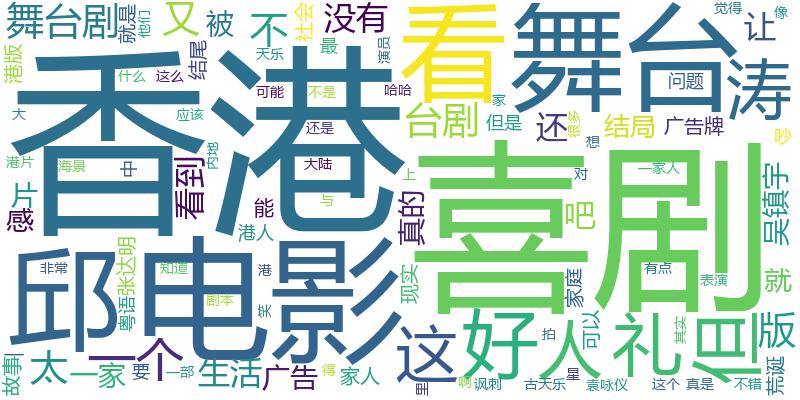 舞台剧
就是
他们
又
被
社会
不
没有
最
演员
看
舞台
让
觉得
像
涛
港版
结尾
天乐
什么
这么
可能
不是
哈哈
问题
大
应该
香港
还是
台剧
但是
还
很多
结局
广告牌
吵
家
想
港片
海景
中
看到
内地
大陆
与
上
喜剧
对
一家人
片
感
能
港人
真的
吧
吴镇宇
粤语
张达明
非常
知道
港
邱
电影
现实
家庭
有点
表演
就
剧本
笑
这
好
人
可以
礼
但
版
其实
故事
太
一家
一个
要
一部
生活
广告
得
家人
里
讽刺
拍
古天乐
星
袁咏仪
这个
真是
不错
荒诞